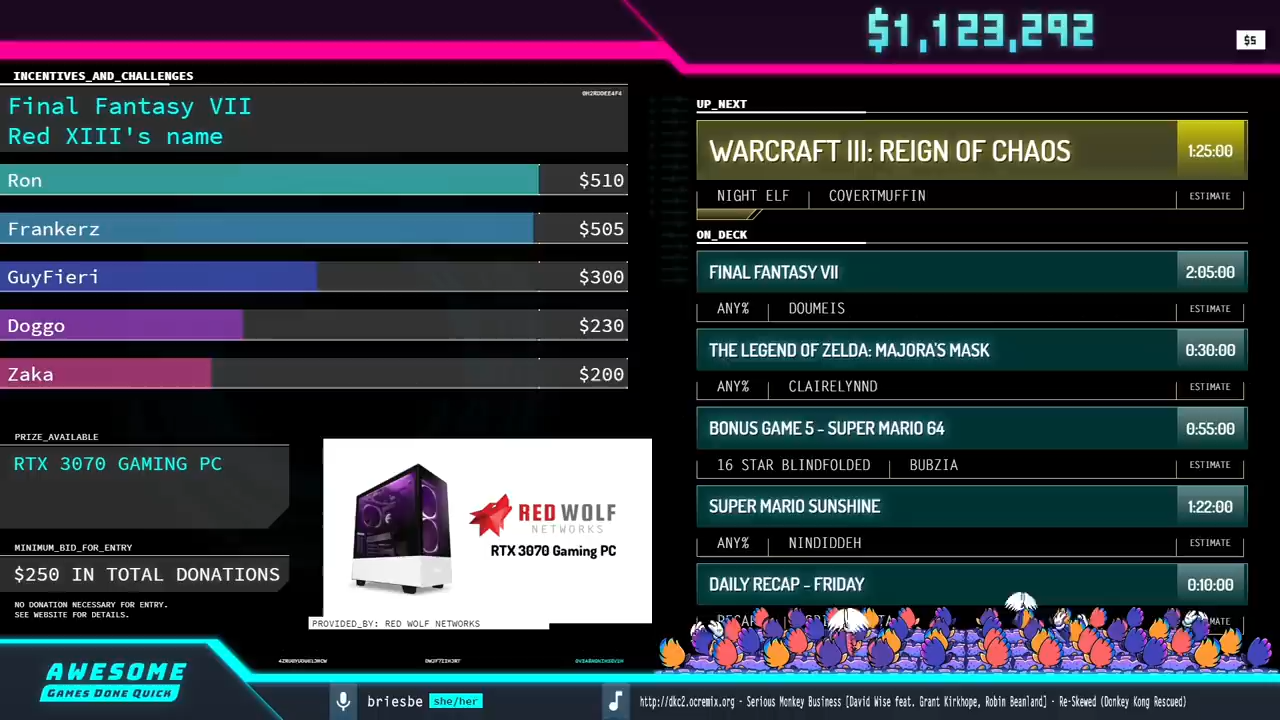 $1,123,292
$5
INCENTIVES_AND_CHALLENGES
Final Fantasy VII
Red XIII's name
Ron $510
Frankerz $505
GuyFieri $300
Doggo $230
Zaka $200
PRIZE_AVAILABLE
RTX 3070 GAMING PC
MINIMUM_BID_FOR_ENTRY
$250 IN TOTAL DONATIONS
NO DONATION NECESSARY FOR ENTRY.
SEE WEBSITE FOR DETAILS.
RED WOLF
NETWORKS
RTX 3070 Gaming PC
PROVIDED_BY: RED WOLF NETWORKS
UP_NEXT
WARCRAFT III: REIGN OF CHAOS 1:25:00
NIGHT ELF COVERTMUFFIN ESTIMATE
ON_DECK
FINAL FANTASY VII 2:05:00
ANY% DOUMEIS ESTIMATE
THE LEGEND OF ZELDA: MAJORA'S MASK 0:30:00
ANY% CLAIRELYNND ESTIMATE
BONUS GAME 5 - SUPER MARIO 64 0:55:00
16 STAR BLINDFOLDED BUBZIA ESTIMATE
SUPER MARIO SUNSHINE 1:22:00
ANY% NINDIDDEH ESTIMATE
DAILY RECAP - FRIDAY 0:10:00
AWESOME
GAMES DONE QUICK
briesbe she/her
http://dkc2.ocremix.org - Serious Monkey Business [David Wise feat. Grant Kirkhope, Robin Beanland] - Re-Skewed (Donkey Kong Rescued)